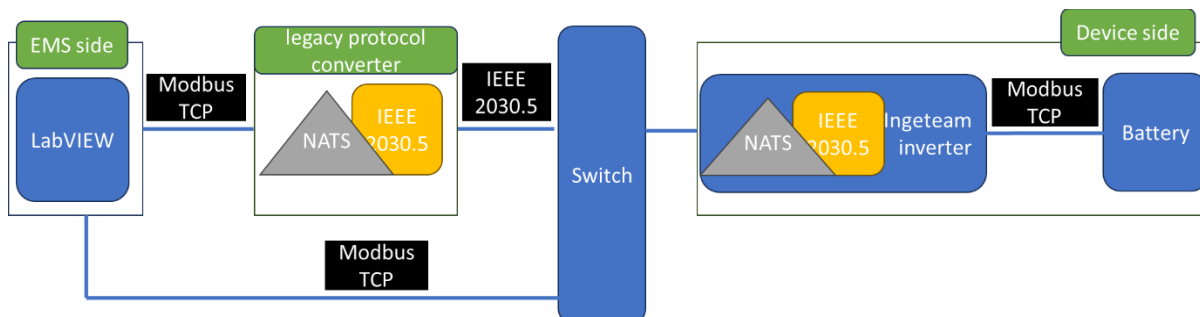 EMS side
LabVIEW
Modbus
TCP
legacy protocol
converter
NATS
IEEE
2030.5
IEEE
2030.5
Modbus
TCP
Switch
Device side
NATS
IEEE
2030.5
Ingeteam
inverter
Modbus
TCP
Battery